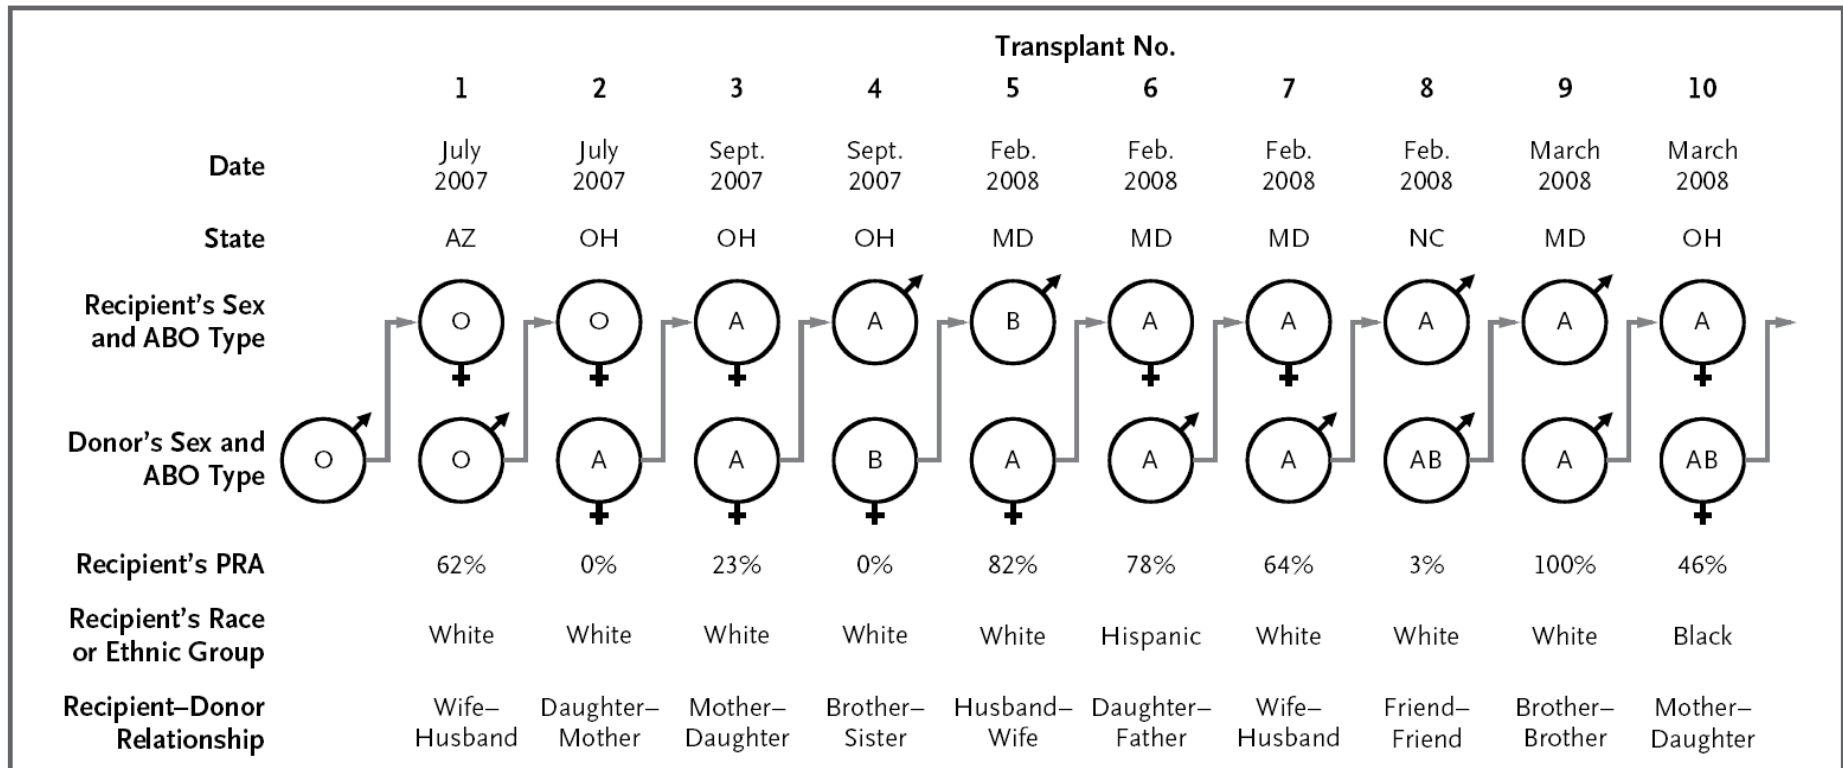 Transplant No.
1 2 3 4 5 6 7 8 9 10
Date
July 2007 July 2007 Sept. 2007 Sept. 2007 Feb. 2008 Feb. 2008 Feb. 2008 Feb. 2008 March 2008 March 2008
State AZ OH OH OH MD MD MD NC MD OH
Recipient's Sex
and ABO Type
O O A A B A A A A A
Donor's Sex and
ABO Type
O O A A B A A A AB A AB
Recipient's PRA 62% 0% 23% 0% 82% 78% 64% 3% 100% 46%
Recipient's Race
or Ethnic Group
White White White White White Hispanic White White White Black
Recipient–Donor
Relationship
Wife– Daughter– Mother– Brother– Husband– Daughter– Wife– Friend– Brother– Mother–
Husband Mother Daughter Sister Wife Father Husband Friend Brother Daughter